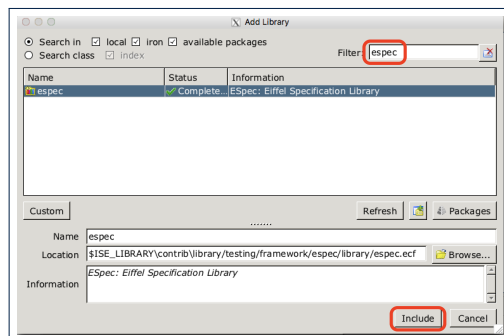 Add Library
Search in local iron available packages
Search class index
Filter: espec
Name Status Information
espec Complete... ESpec: Eiffel Specification Library
Custom Refresh Packages
Name espec
Location $ISE_LIBRARY\contrib\library/testing/framework/espec/library/espec.ecf Browse...
Information ESpec: Eiffel Specification Library
Include Cancel